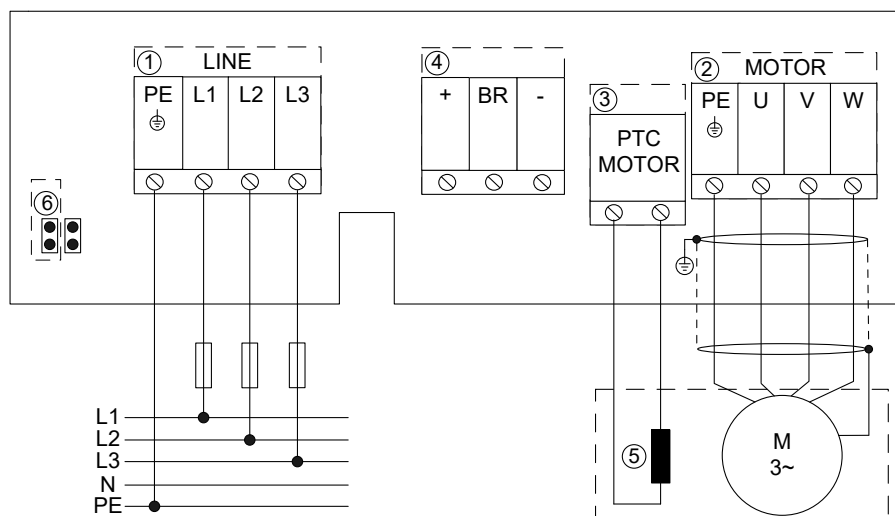 1 LINE
PE L1 L2 L3
4
+ BR -
3
PTC
MOTOR
2 MOTOR
PE U V W
6
L1
L2
L3
N
PE
5
M
3~